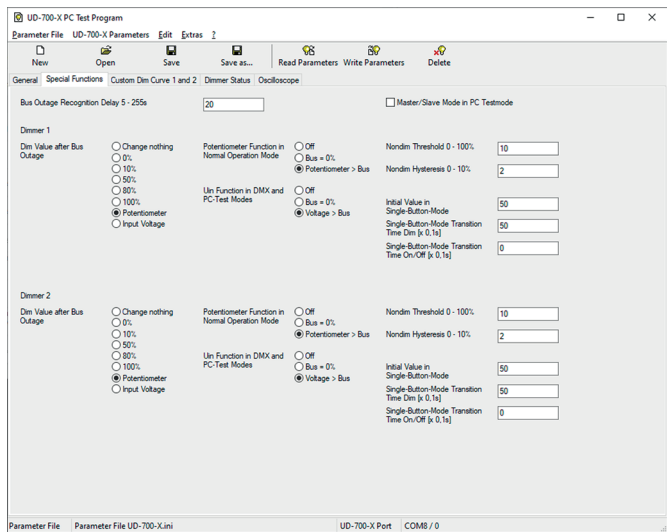 UD-700-X PC Test Program
Parameter File UD-700-X Parameters Edit Extras ?
New Open Save Save as... Read Parameters Write Parameters Delete
General Special Functions Custom Dim Curve 1 and 2 Dimmer Status Oscilloscope
Bus Outage Recognition Delay 5 - 255s 20 Master/Slave Mode in PC Testmode
Dimmer 1
Dim Value after Bus
Outage
Change nothing
0%
10%
50%
80%
100%
Potentiometer
Input Voltage
Potentiometer Function in
Normal Operation Mode
Off
Bus = 0%
Potentiometer > Bus
Uin Function in DMX and
PC-Test Modes
Off
Bus = 0%
Voltage > Bus
Nondim Threshold 0 - 100% 10
Nondim Hysteresis 0 - 10% 2
Initial Value in
Single-Button-Mode
50
Single-Button-Mode Transition
Time Dim [x 0,1s]
50
Single-Button-Mode Transition
Time On/Off [x 0,1s]
0
Dimmer 2
Dim Value after Bus
Outage
Change nothing
0%
10%
50%
80%
100%
Potentiometer
Input Voltage
Potentiometer Function in
Normal Operation Mode
Off
Bus = 0%
Potentiometer > Bus
Uin Function in DMX and
PC-Test Modes
Off
Bus = 0%
Voltage > Bus
Nondim Threshold 0 - 100% 10
Nondim Hysteresis 0 - 10% 2
Initial Value in
Single-Button-Mode
50
Single-Button-Mode Transition
Time Dim [x 0,1s]
50
Single-Button-Mode Transition
Time On/Off [x 0,1s]
0
Parameter File Parameter File UD-700-X.ini UD-700-X Port COM8 / 0